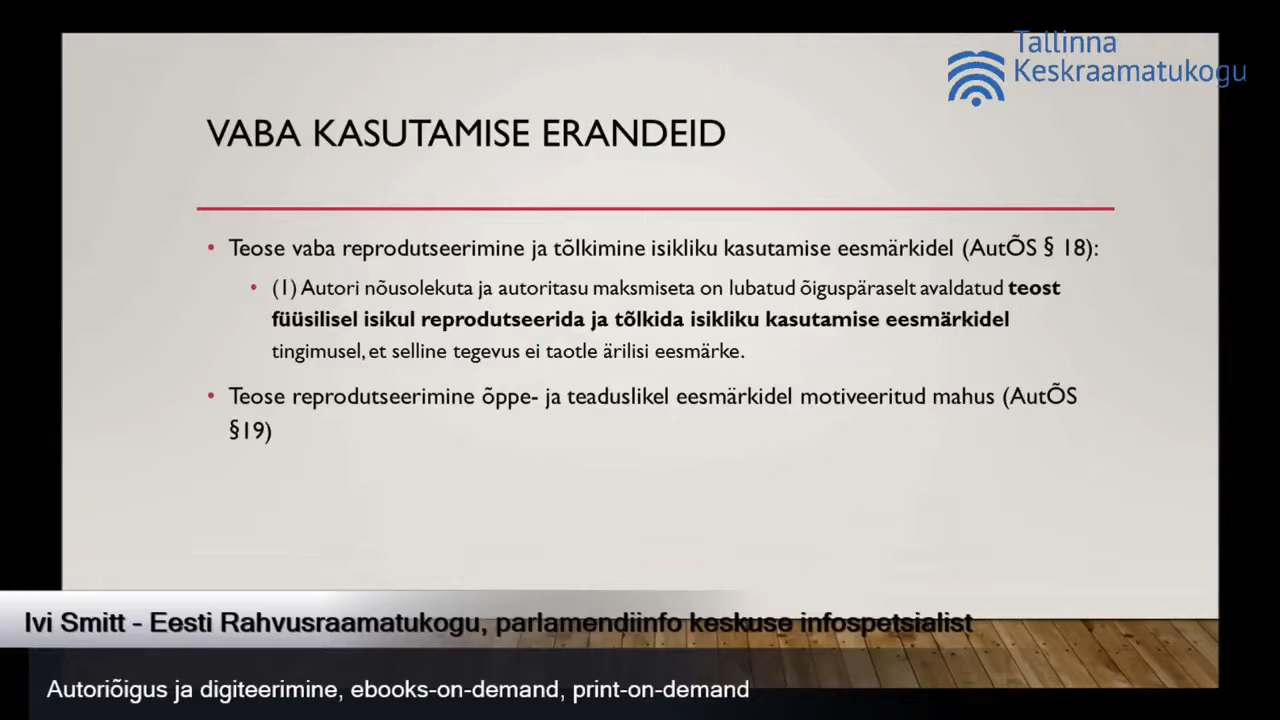 Tallinna
Keskraamatukogu
VABA KASUTAMISE ERANDEID
• Teose vaba reprodutseerimine ja tõlkimine isikliku kasutamise eesmärkidel (AutÕS § 18):
• (1) Autori nõusolekuta ja autoritasu maksmiseta on lubatud õiguspäraselt avaldatud teost
füüsilisel isikul reprodutseerida ja tõlkida isikliku kasutamise eesmärkidel
tingimusel, et selline tegevus ei taotle ärilisi eesmärke.
• Teose reprodutseerimine õppe- ja teaduslikel eesmärkidel motiveeritud mahus (AutÕS
§19)
Ivi Smitt - Eesti Rahvusraamatukogu, parlamendiinfo keskuse infospetsialist
Autoriõigus ja digiteerimine, ebooks-on-demand, print-on-demand